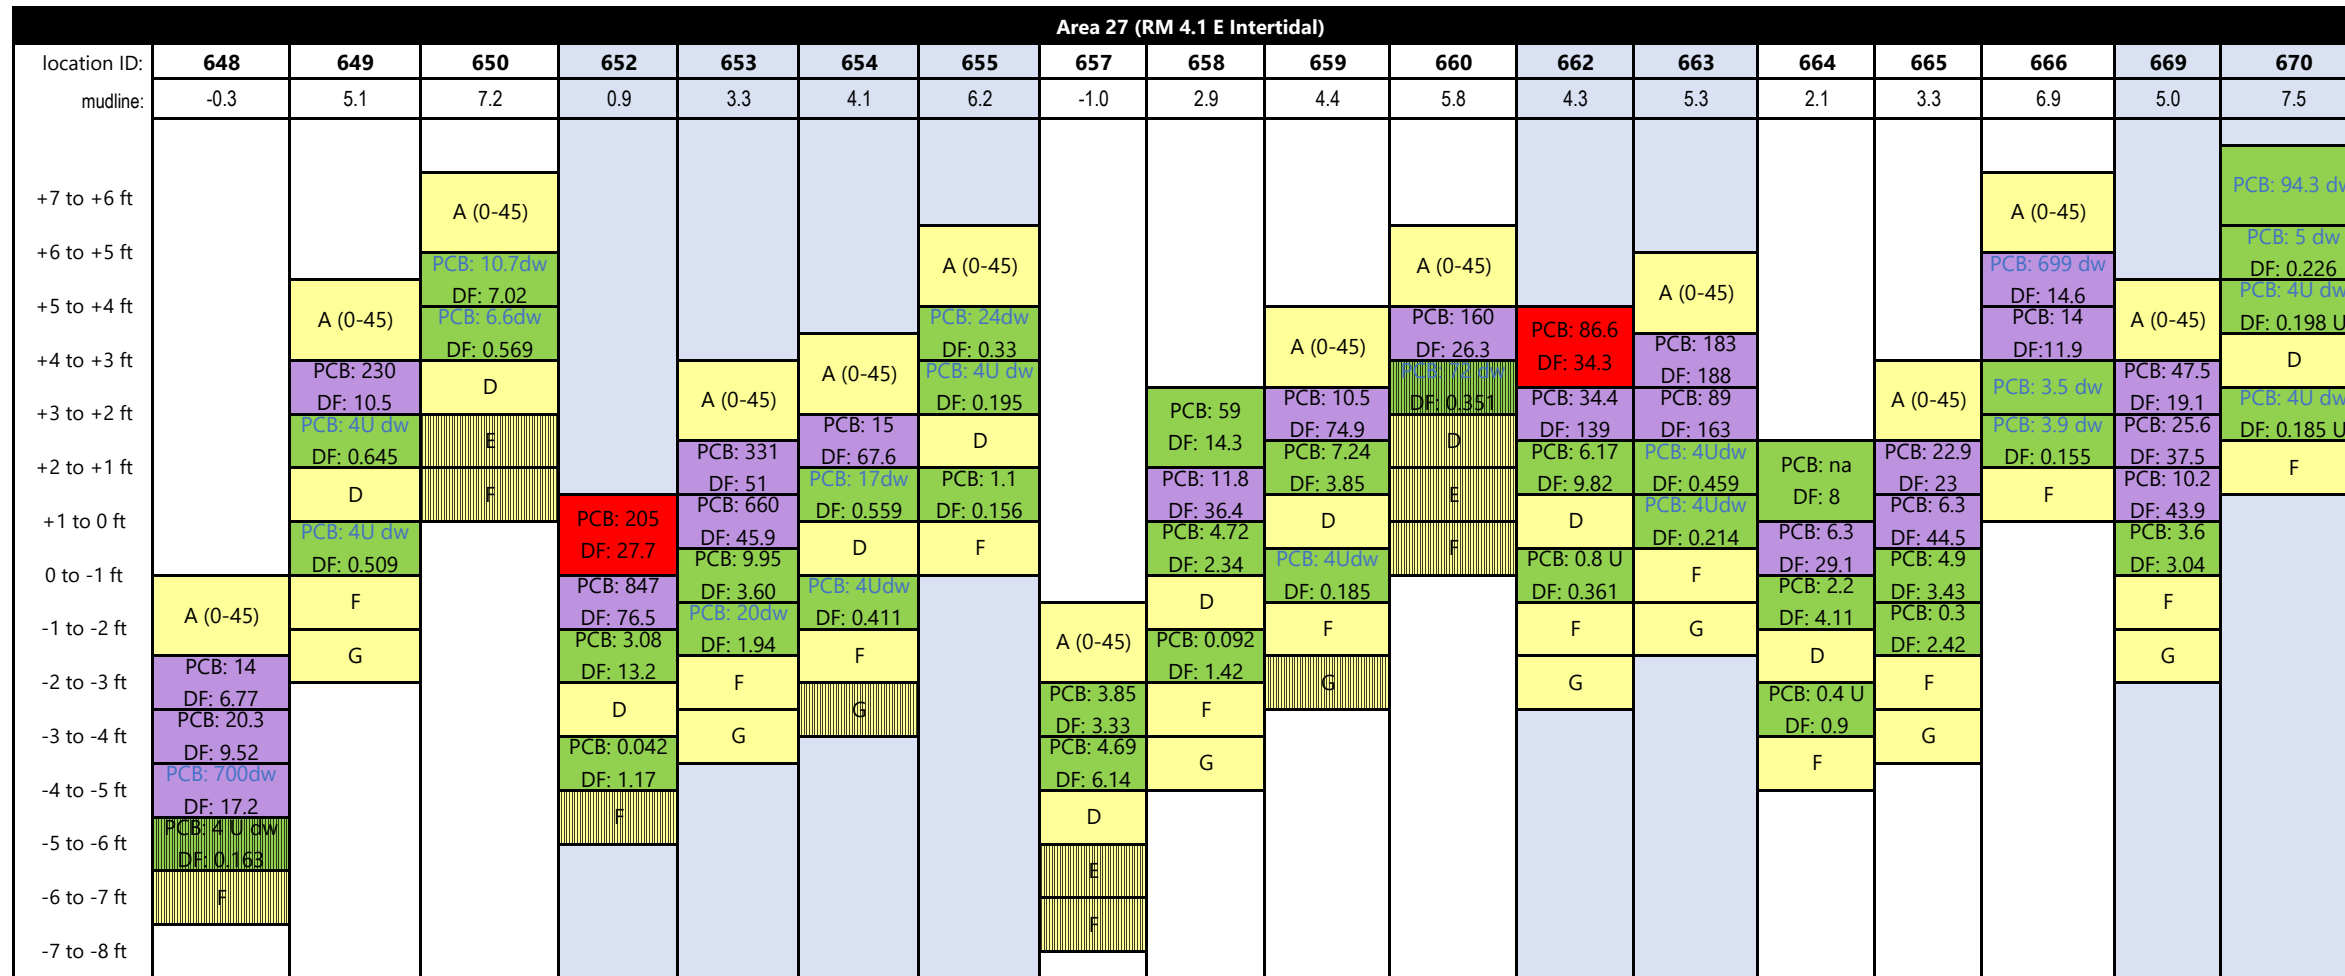 Area 27 (RM 4.1 E Intertidal)
location ID: 648 649 650 652 653 654 655 657 658 659 660 662 663 664 665 666 669 670
mudline: -0.3 5.1 7.2 0.9 3.3 4.1 6.2 -1.0 2.9 4.4 5.8 4.3 5.3 2.1 3.3 6.9 5.0 7.5
+7 to +6 ft
+6 to +5 ft
+5 to +4 ft
+4 to +3 ft
+3 to +2 ft
+2 to +1 ft
+1 to 0 ft
0 to -1 ft
-1 to -2 ft
-2 to -3 ft
-3 to -4 ft
-4 to -5 ft
-5 to -6 ft
-6 to -7 ft
-7 to -8 ft
A (0-45)
PCB: 14
DF: 6.77
PCB: 20.3
DF: 9.52
PCB: 700dw
DF: 17.2
PCB: 4 U dw
DF: 0.163
F
A (0-45)
PCB: 230
DF: 10.5
PCB: 4U dw
DF: 0.645
D
PCB: 4U dw
DF: 0.509
F
G
A (0-45)
PCB: 10.7dw
DF: 7.02
PCB: 6.6dw
DF: 0.569
D
E
F
PCB: 205
DF: 27.7
PCB: 847
DF: 76.5
PCB: 3.08
DF: 13.2
D
PCB: 0.042
DF: 1.17
F
A (0-45)
PCB: 331
DF: 51
PCB: 660
DF: 45.9
PCB: 9.95
DF: 3.60
PCB: 20dw
DF: 1.94
F
G
A (0-45)
PCB: 15
DF: 67.6
PCB: 17dw
DF: 0.559
D
PCB: 4Udw
DF: 0.411
F
G
A (0-45)
PCB: 24dw
DF: 0.33
PCB: 4U dw
DF: 0.195
D
PCB: 1.1
DF: 0.156
F
A (0-45)
PCB: 3.85
DF: 3.33
PCB: 4.69
DF: 6.14
D
E
F
PCB: 59
DF: 14.3
PCB: 11.8
DF: 36.4
PCB: 4.72
DF: 2.34
D
PCB: 0.092
DF: 1.42
F
G
A (0-45)
PCB: 10.5
DF: 74.9
PCB: 7.24
DF: 3.85
D
PCB: 4Udw
DF: 0.185
F
G
A (0-45)
PCB: 160
DF: 26.3
PCB: dw
DF: 0.351
D
E
F
PCB: 86.6
DF: 34.3
PCB: 34.4
DF: 139
PCB: 6.17
DF: 9.82
D
PCB: 0.8 U
DF: 0.361
F
G
A (0-45)
PCB: 183
DF: 188
PCB: 89
DF: 163
PCB: 4Udw
DF: 0.459
PCB: 4Udw
DF: 0.214
F
G
PCB: na
DF: 8
PCB: 6.3
DF: 29.1
PCB: 2.2
DF: 4.11
D
PCB: 0.4 U
DF: 0.9
F
A (0-45)
PCB: 22.9
DF: 23
PCB: 6.3
DF: 44.5
PCB: 4.9
DF: 3.43
PCB: 0.3
DF: 2.42
F
G
A (0-45)
PCB: 699 dw
DF: 14.6
PCB: 14
DF:11.9
PCB: 3.5 dw
PCB: 3.9 dw
DF: 0.155
F
A (0-45)
PCB: 47.5
DF: 19.1
PCB: 25.6
DF: 37.5
PCB: 10.2
DF: 43.9
PCB: 3.6
DF: 3.04
F
G
PCB: 94.3 dw
PCB: 5 dw
DF: 0.226
PCB: 4U dw
DF: 0.198 U
D
PCB: 4U dw
DF: 0.185 U
F